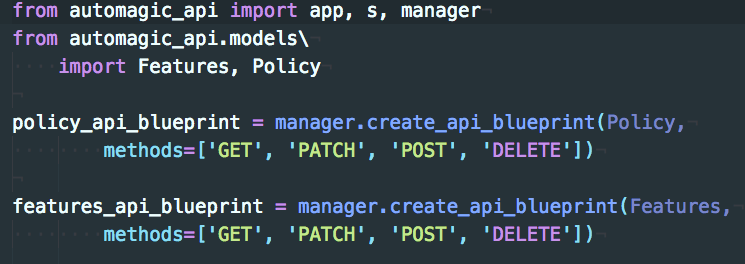 from automagic_api import app, s, manager
from automagic_api.models\
    import Features, Policy

policy_api_blueprint = manager.create_api_blueprint(Policy,
        methods=['GET', 'PATCH', 'POST', 'DELETE'])

features_api_blueprint = manager.create_api_blueprint(Features,
        methods=['GET', 'PATCH', 'POST', 'DELETE'])